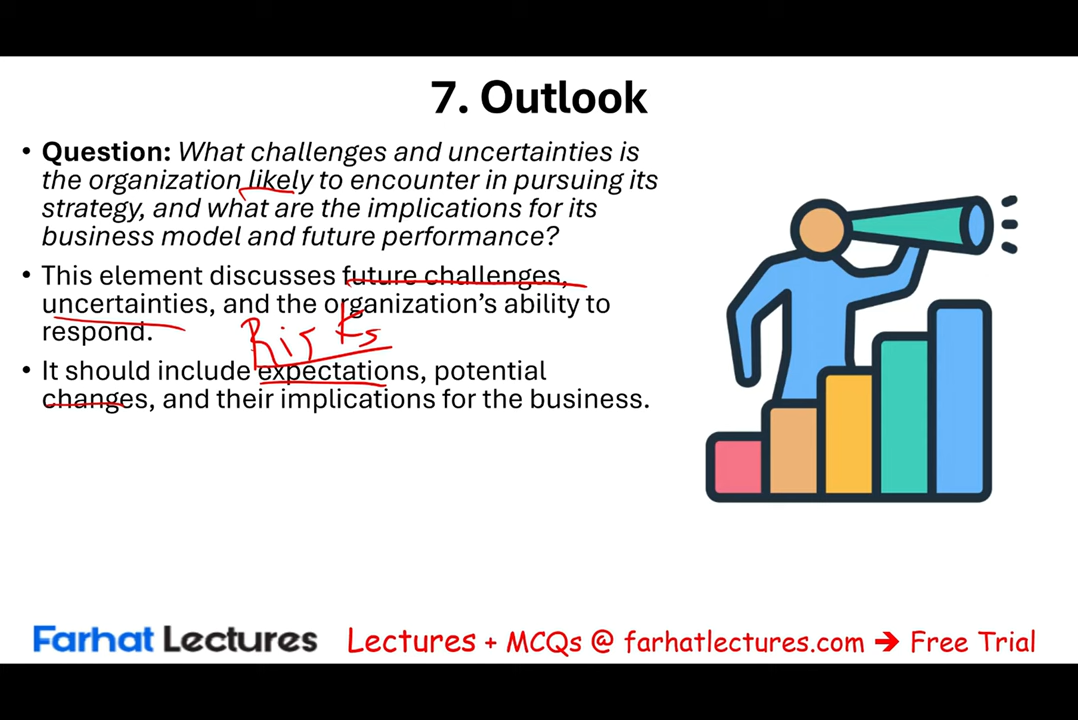 7. Outlook
• Question: What challenges and uncertainties is
the organization likely to encounter in pursuing its
strategy, and what are the implications for its
business model and future performance?
• This element discusses future challenges,
uncertainties, and the organization's ability to
respond.
Risks
• It should include expectations, potential
changes, and their implications for the business.
Farhat Lectures Lectures + MCQs @ farhatlectures.com → Free Trial